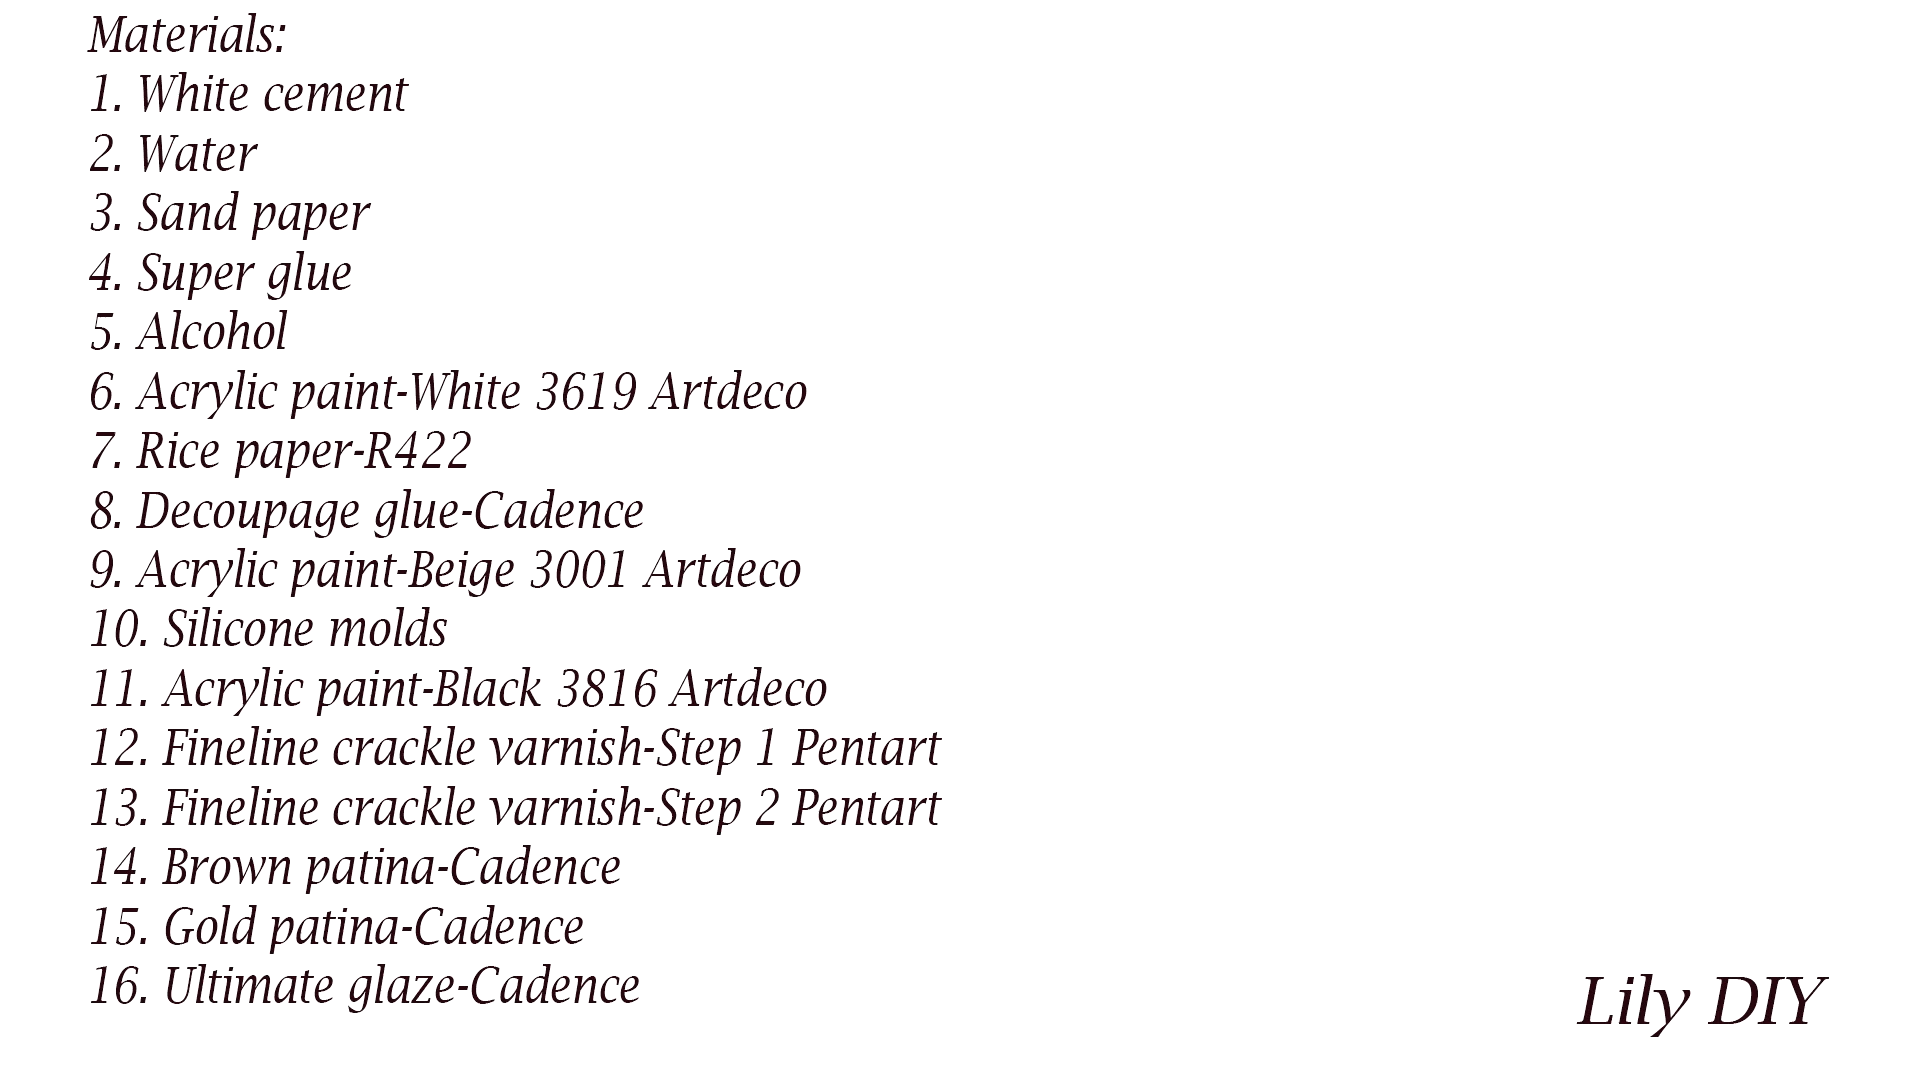 Materials:
1. White cement
2. Water
3. Sand paper
4. Super glue
5. Alcohol
6. Acrylic paint-White 3619 Artdeco
7. Rice paper-R422
8. Decoupage glue-Cadence
9. Acrylic paint-Beige 3001 Artdeco
10. Silicone molds
11. Acrylic paint-Black 3816 Artdeco
12. Fineline crackle varnish-Step 1 Pentart
13. Fineline crackle varnish-Step 2 Pentart
14. Brown patina-Cadence
15. Gold patina-Cadence
16. Ultimate glaze-Cadence
Lily DIY